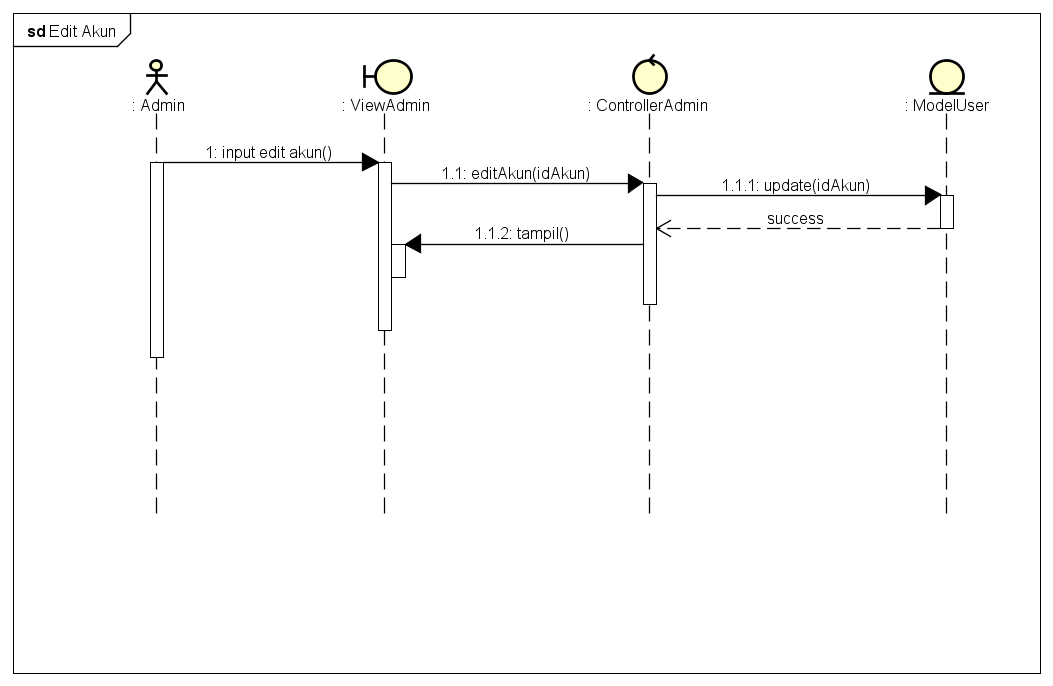 sd Edit Akun
: Admin
: ViewAdmin
: ControllerAdmin
: ModelUser
1: input edit akun()
1.1: editAkun(idAkun)
1.1.1: update(idAkun)
success
1.1.2: tampil()